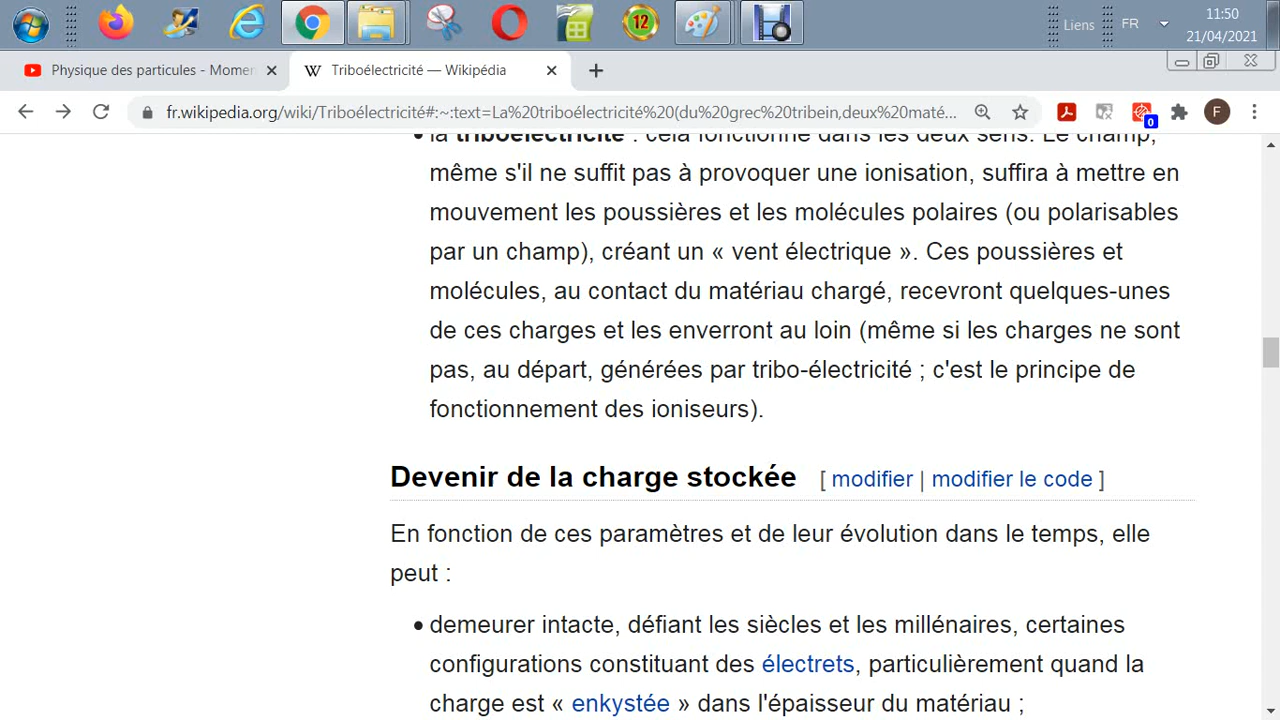 12
Liens
FR
11:50
21/04/2021
Physique des particules - Momen
Triboélectricité — Wikipédia
fr.wikipedia.org/wiki/Triboélectricité#:~:text=La%20triboélectricité%20(du%20grec%20tribein,deux%20maté...
0
F
la triboélectricité : cela fonctionne dans les deux sens. Le champ,
même s'il ne suffit pas à provoquer une ionisation, suffira à mettre en
mouvement les poussières et les molécules polaires (ou polarisables
par un champ), créant un « vent électrique ». Ces poussières et
molécules, au contact du matériau chargé, recevront quelques-unes
de ces charges et les enverront au loin (même si les charges ne sont
pas, au départ, générées par tribo-électricité ; c'est le principe de
fonctionnement des ioniseurs).
Devenir de la charge stockée [ modifier | modifier le code ]
En fonction de ces paramètres et de leur évolution dans le temps, elle
peut :
demeurer intacte, défiant les siècles et les millénaires, certaines
configurations constituant des électrets, particulièrement quand la
charge est « enkystée » dans l'épaisseur du matériau ;